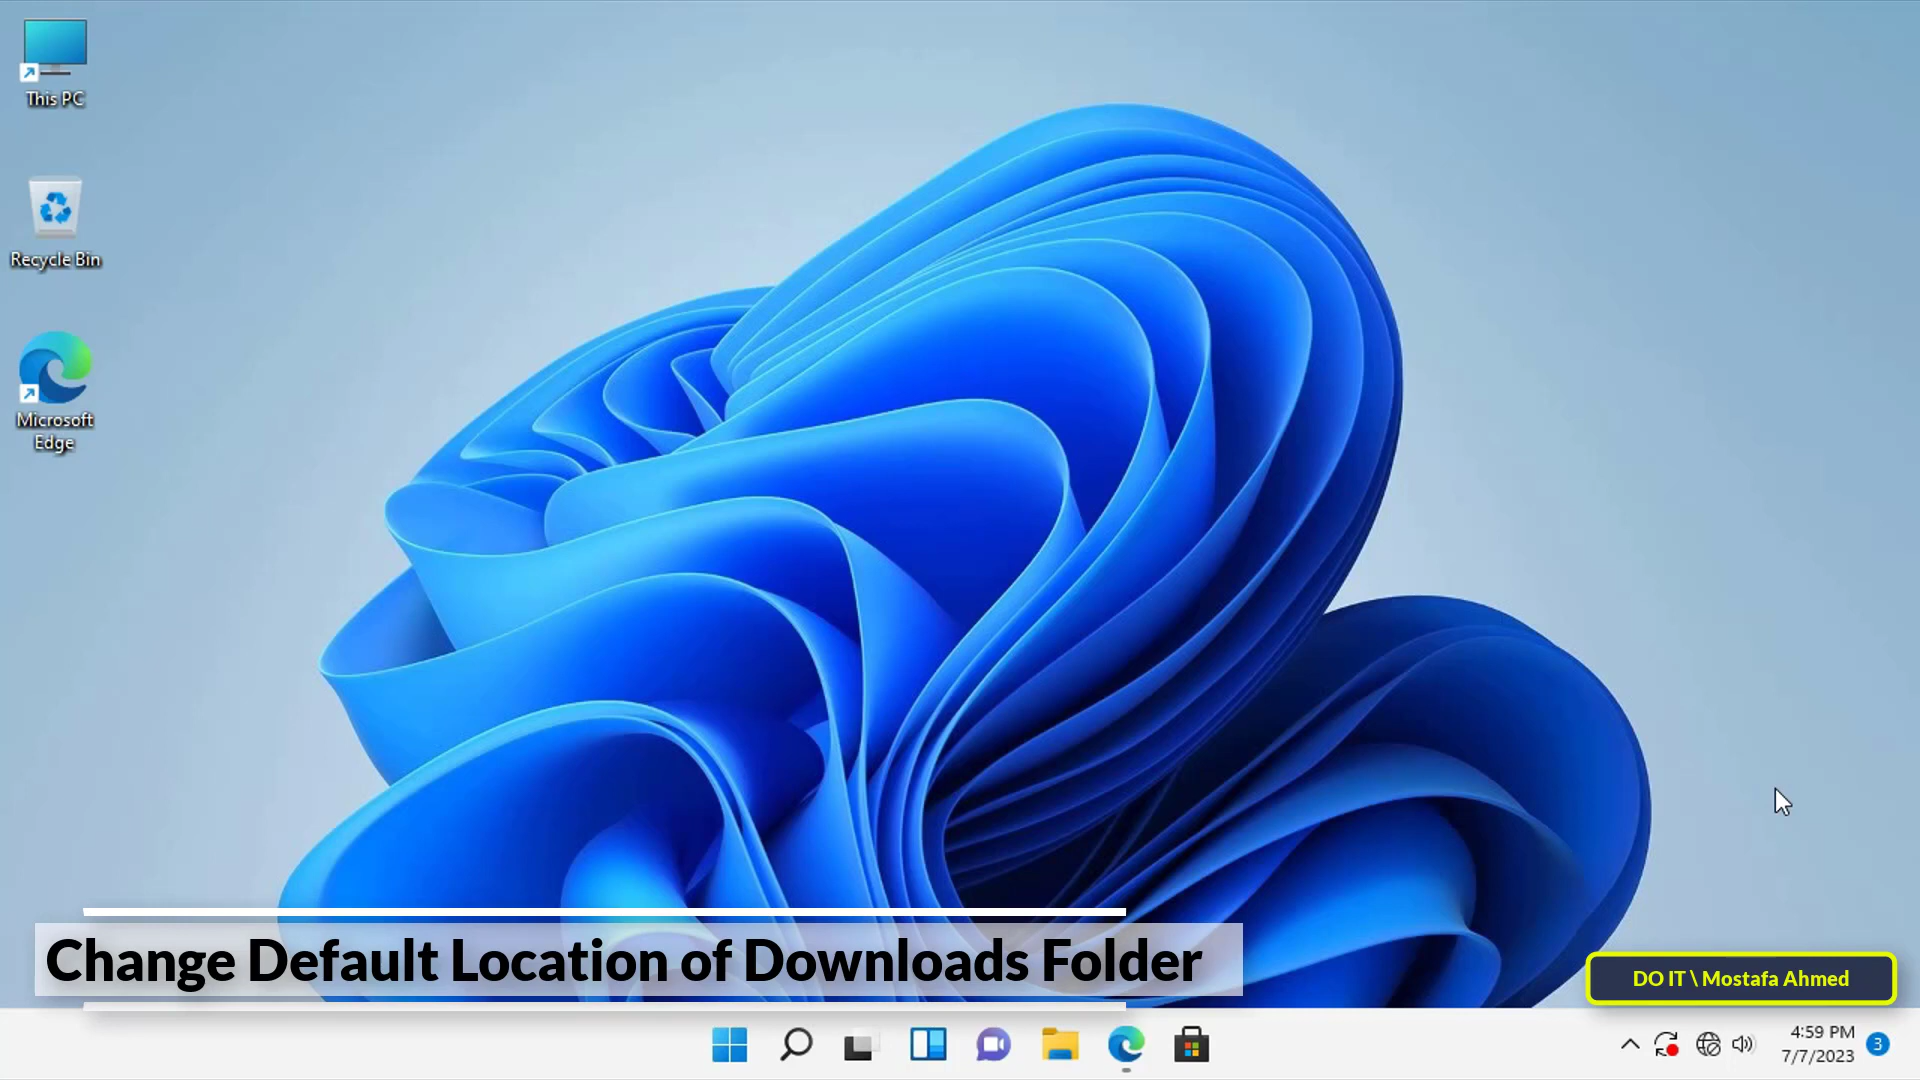 This PC
Recycle Bin
Microsoft
Edge
Change Default Location of Downloads Folder
DO IT \ Mostafa Ahmed
4:59 PM
7/7/2023
3